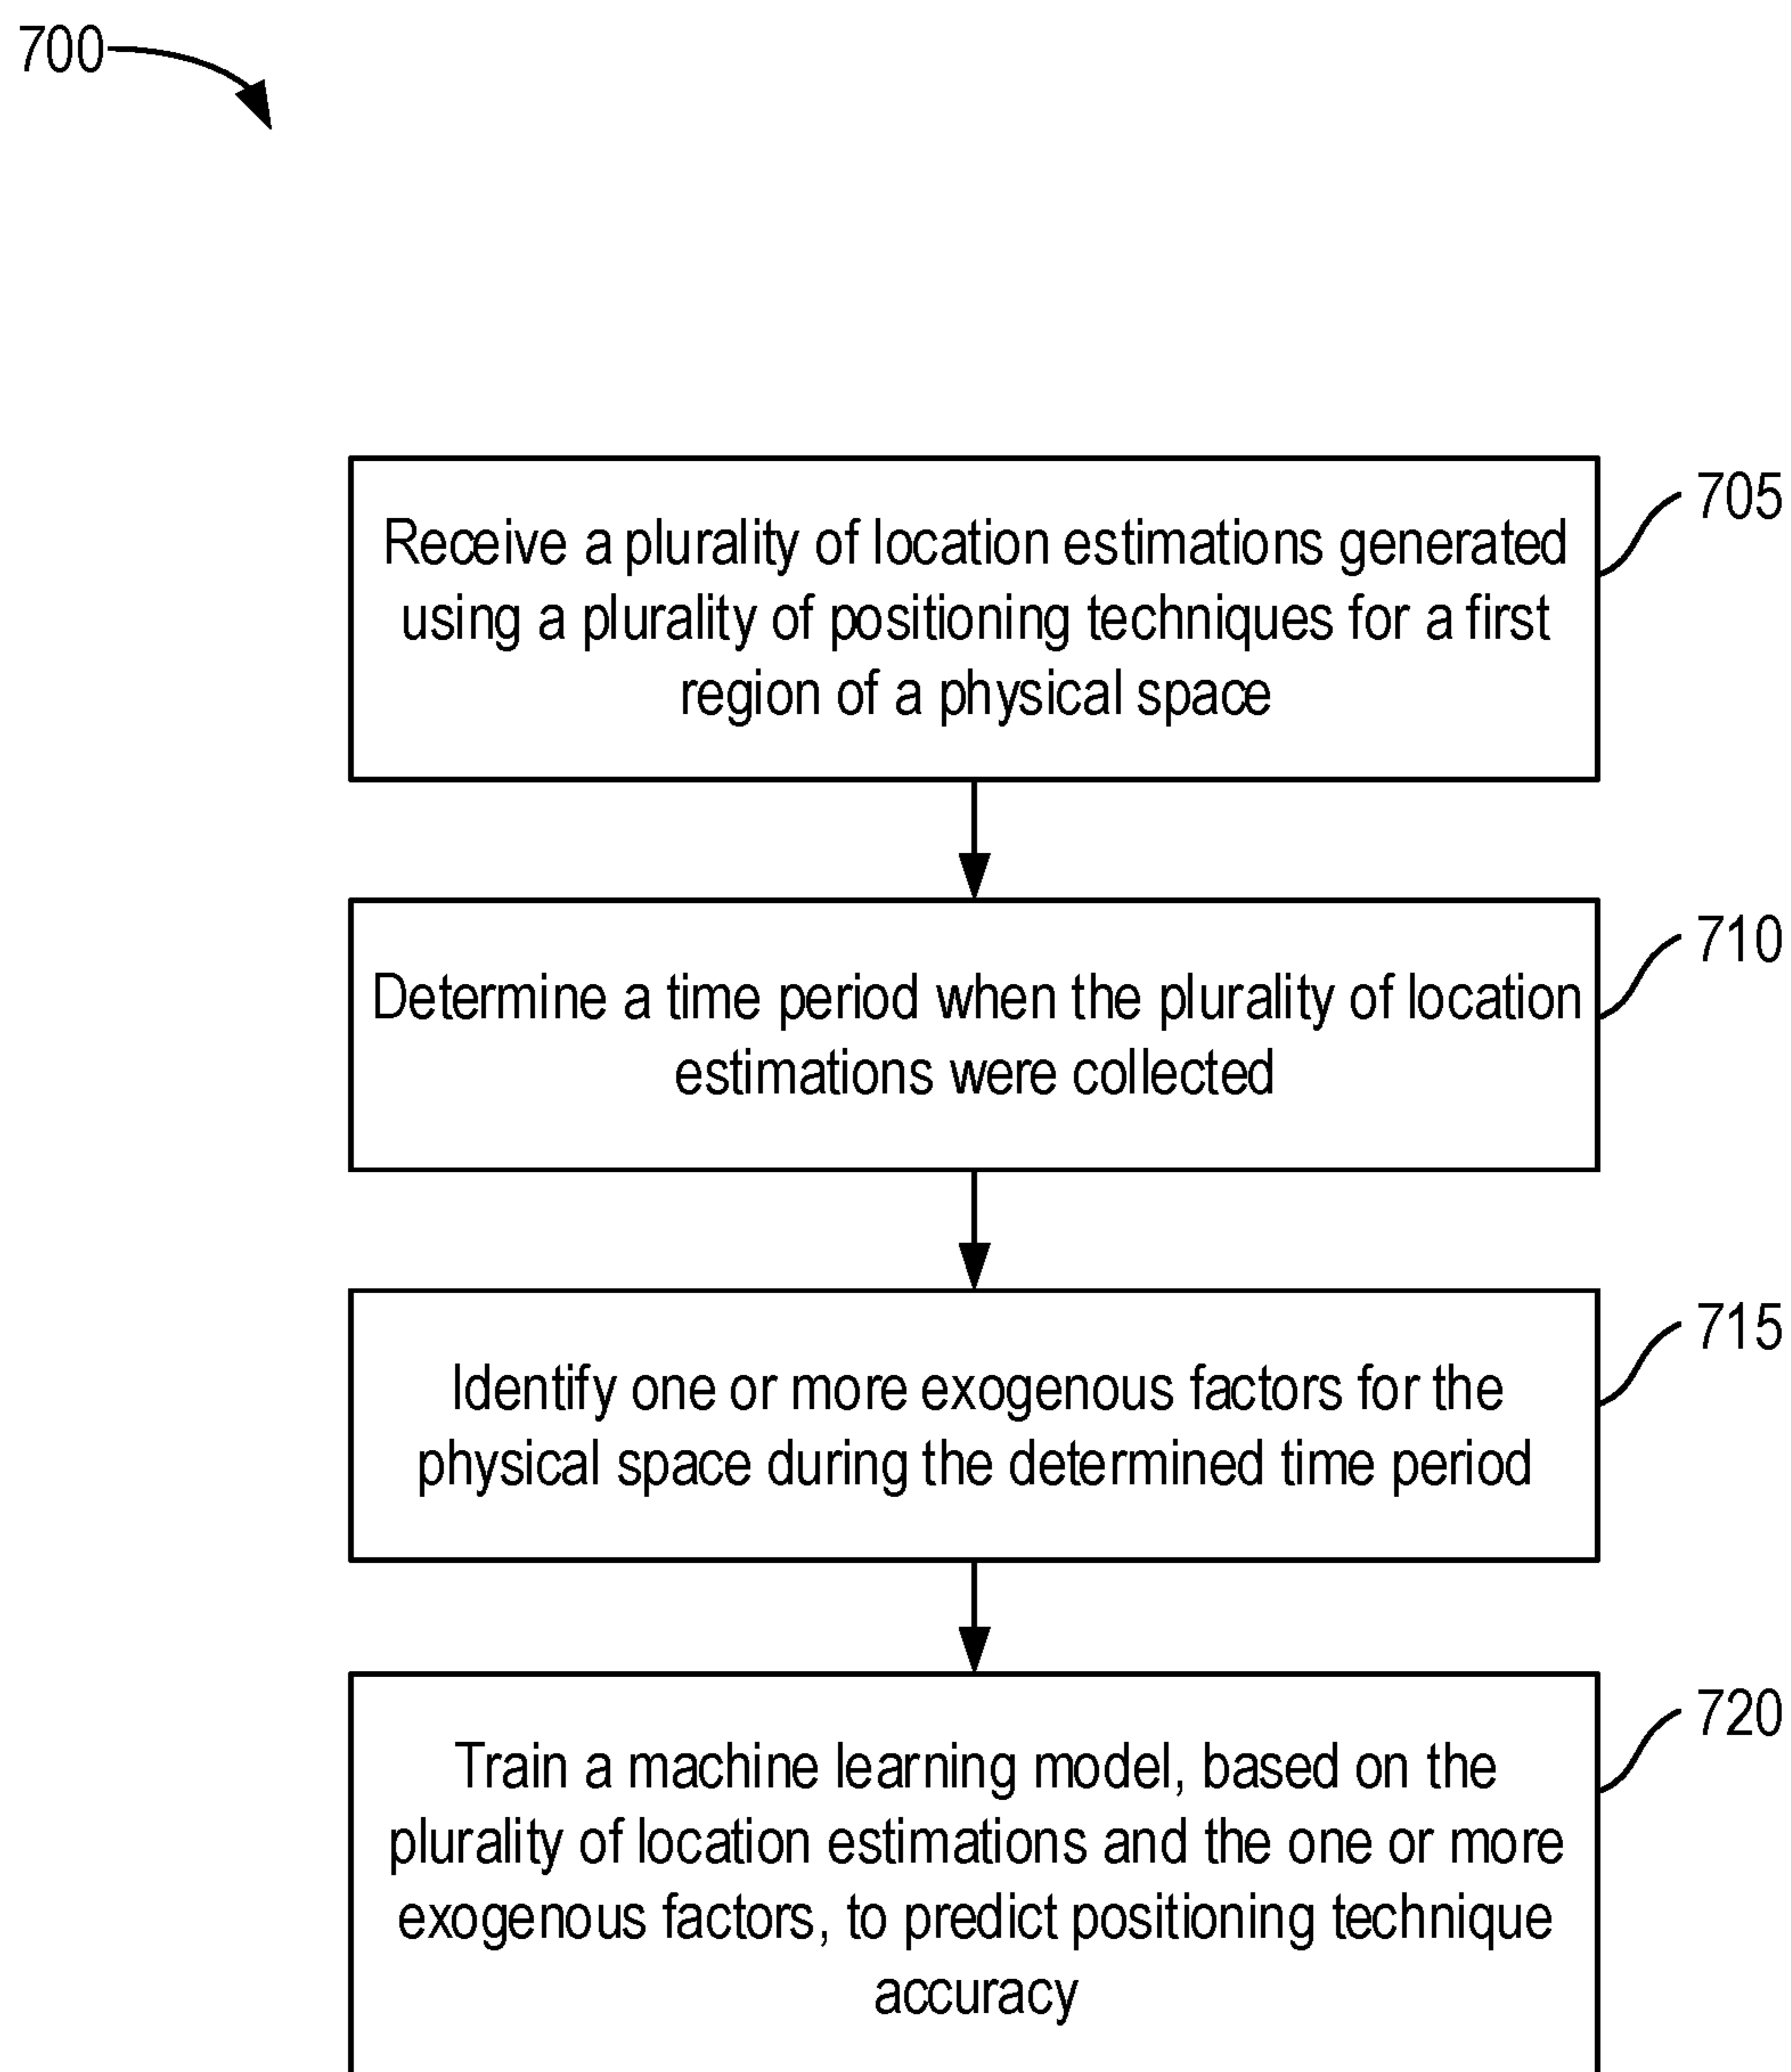 700
705
Receive a plurality of location estimations generated
using a plurality of positioning techniques for a first
region of a physical space
710
Determine a time period when the plurality of location
estimations were collected
715
Identify one or more exogenous factors for the
physical space during the determined time period
720
Train a machine learning model, based on the
plurality of location estimations and the one or more
exogenous factors, to predict positioning technique
accuracy